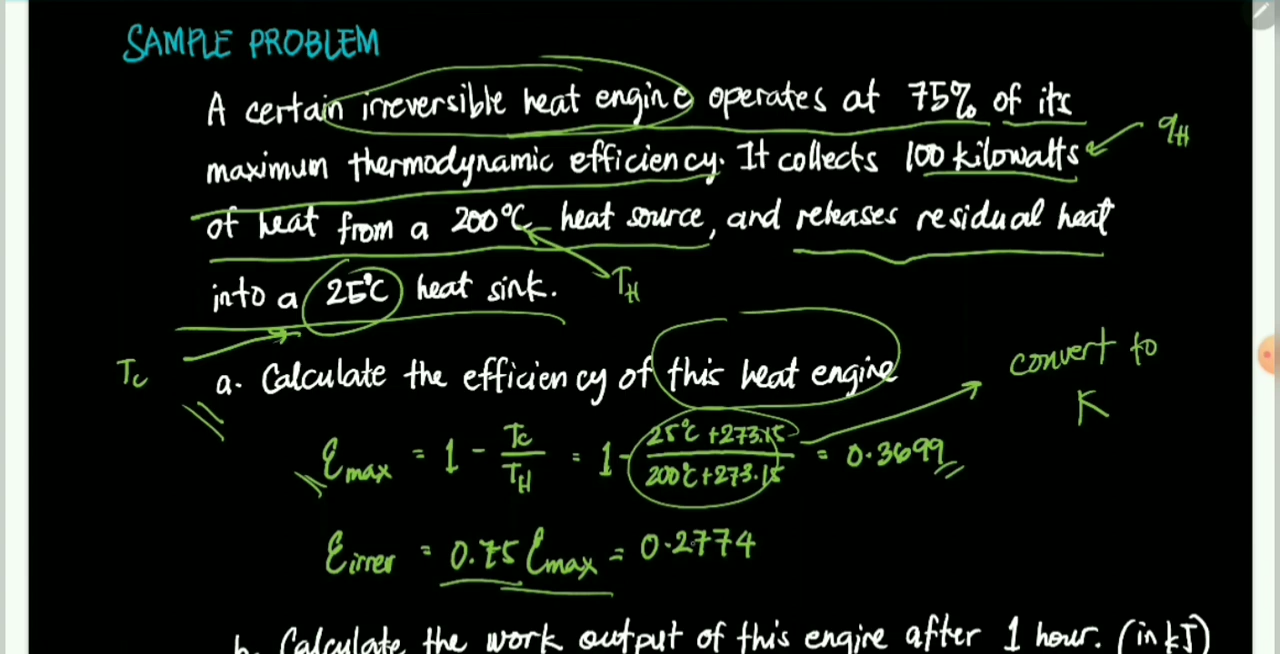 SAMPLE PROBLEM
A certain irreversible heat engine operates at 75% of its
maximum thermodynamic efficiency. It collects 100 kilowatts
qH
of heat from a 200°C heat source, and releases residual heat
into a 25°C heat sink.
TH
Tc
a. Calculate the efficiency of this heat engine
convert to
K
εmax = 1 - Tc/TH = 1 - (25°C + 273.15)/(200°C + 273.15) = 0.3699
εirrev = 0.75 εmax = 0.2774
b. Calculate the work output of this engine after 1 hour. (in kJ)